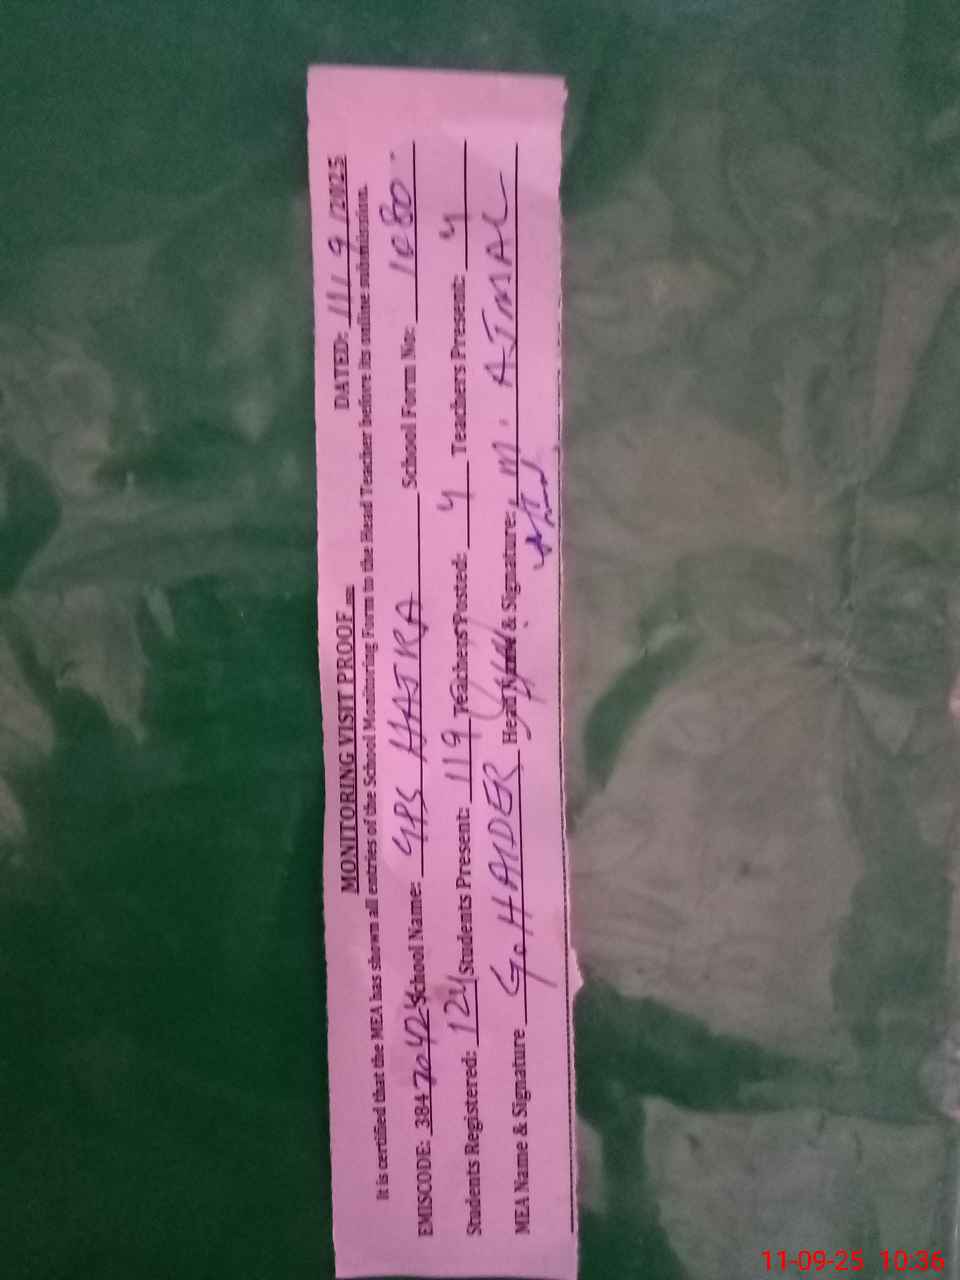 MONITORING VISIT PROOF DATED: 11/9/2025
It is certified that the MEA has shown all entries of the School Monitoring Form to the Head Teacher before its online submission.
EMISCODE: 38470424 School Name: GPS HAJRA School Form No: 1080
Students Registered: 124 Students Present: 119 Teachers Posted: 4 Teachers Present: 4
MEA Name & Signature G. HAIDER Head Name & Signature: M. AJMAL
11-09-25 10:36